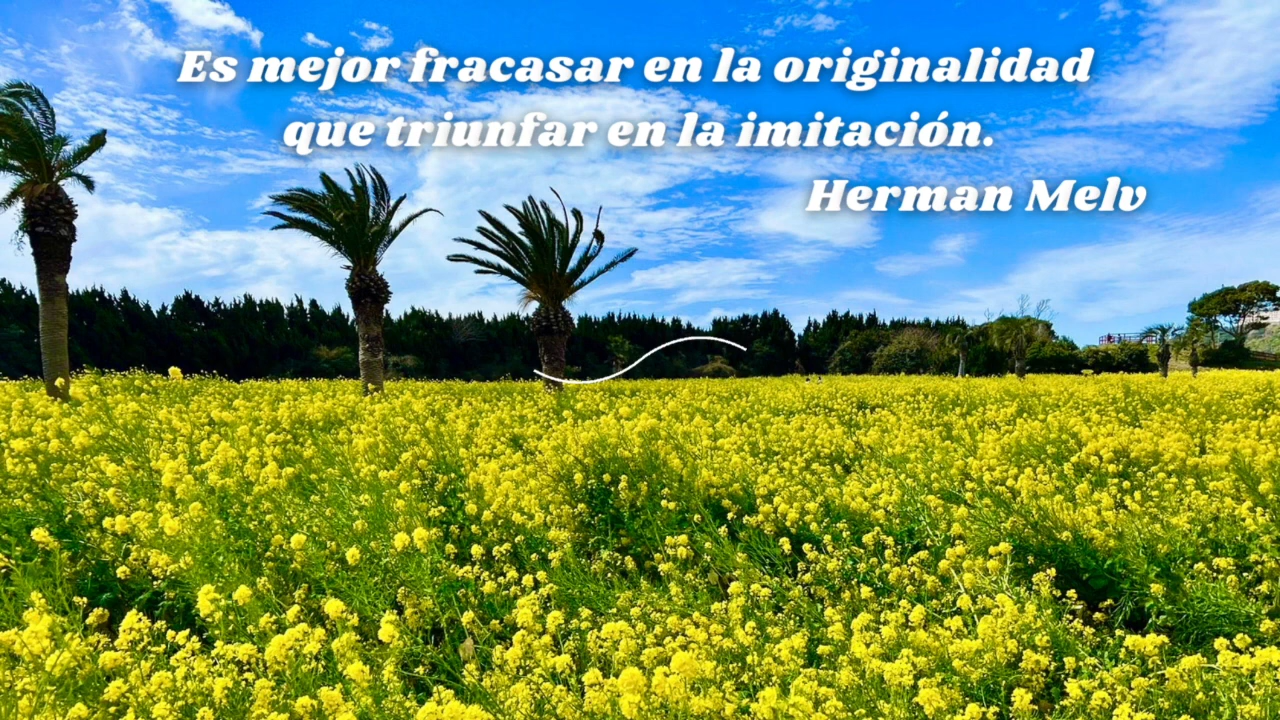 Es mejor fracasar en la originalidad
que triunfar en la imitación.
Herman Melv